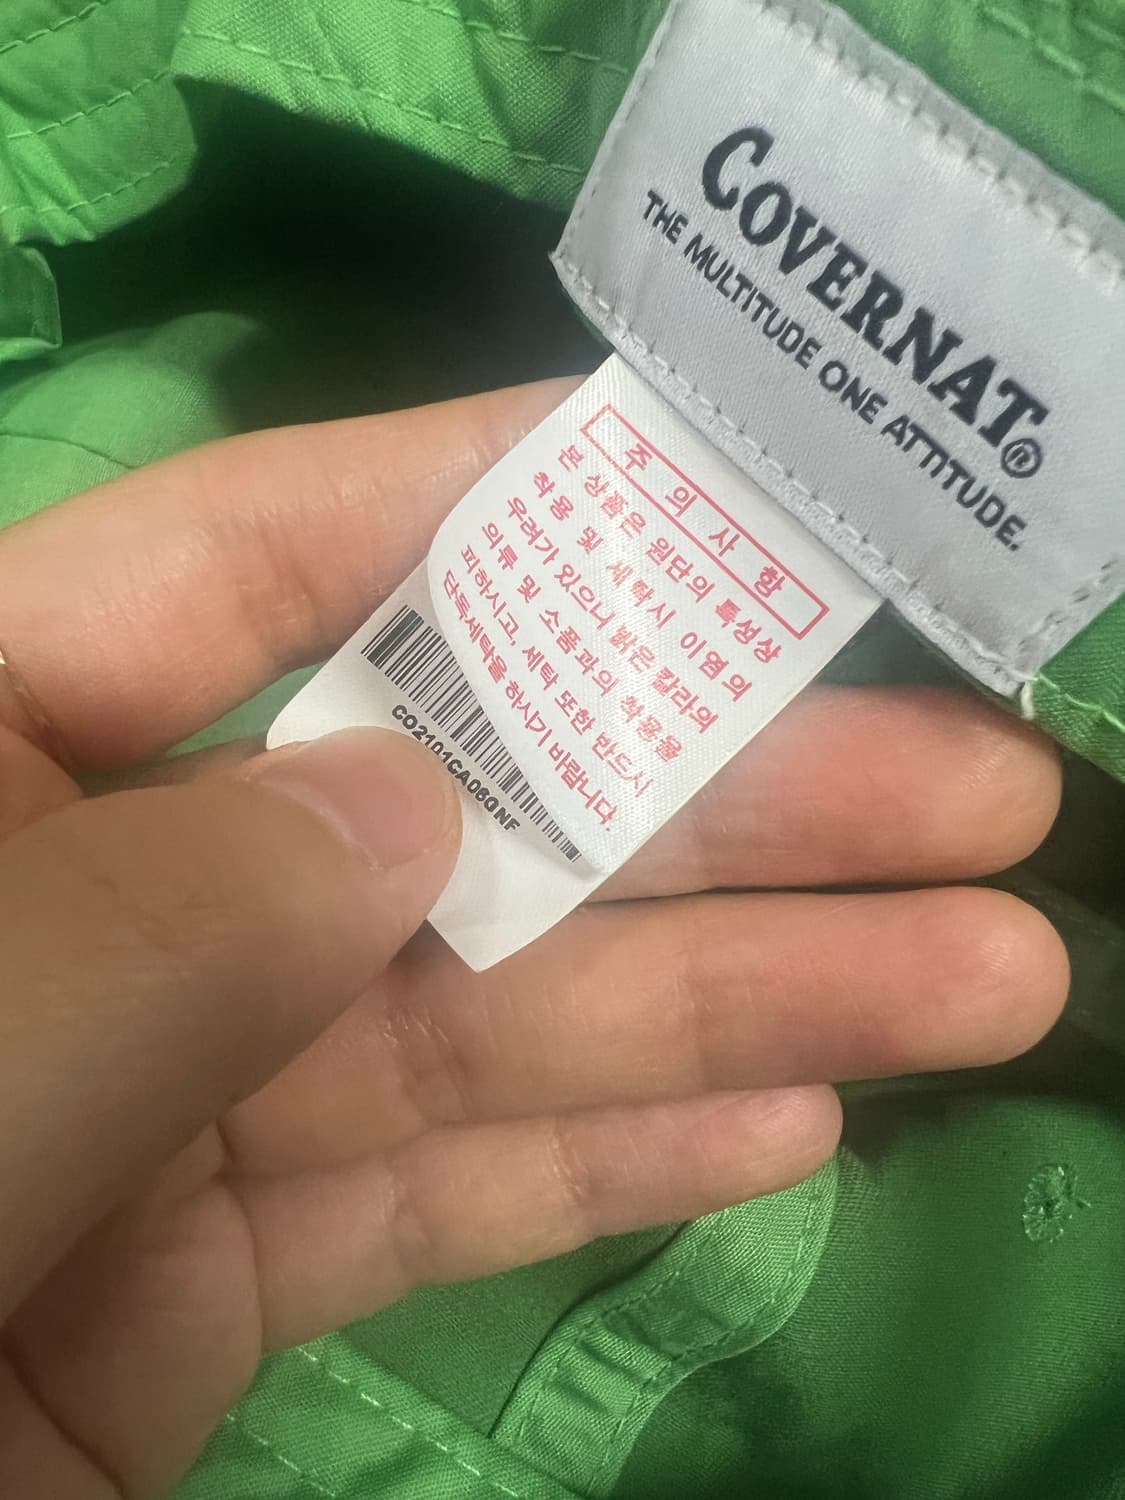 COVERNAT®
THE MULTITUDE ONE ATTITUDE.
주의사항
본 상품은 원단의 특성상
착용 및 세탁시 이염의
우려가 있으니 밝은 칼라의
의류 및 소품과의 착용을
피하시고, 세탁 또한 반드시
단독세탁을 하시기 바랍니다.
CO2101CA06GNF